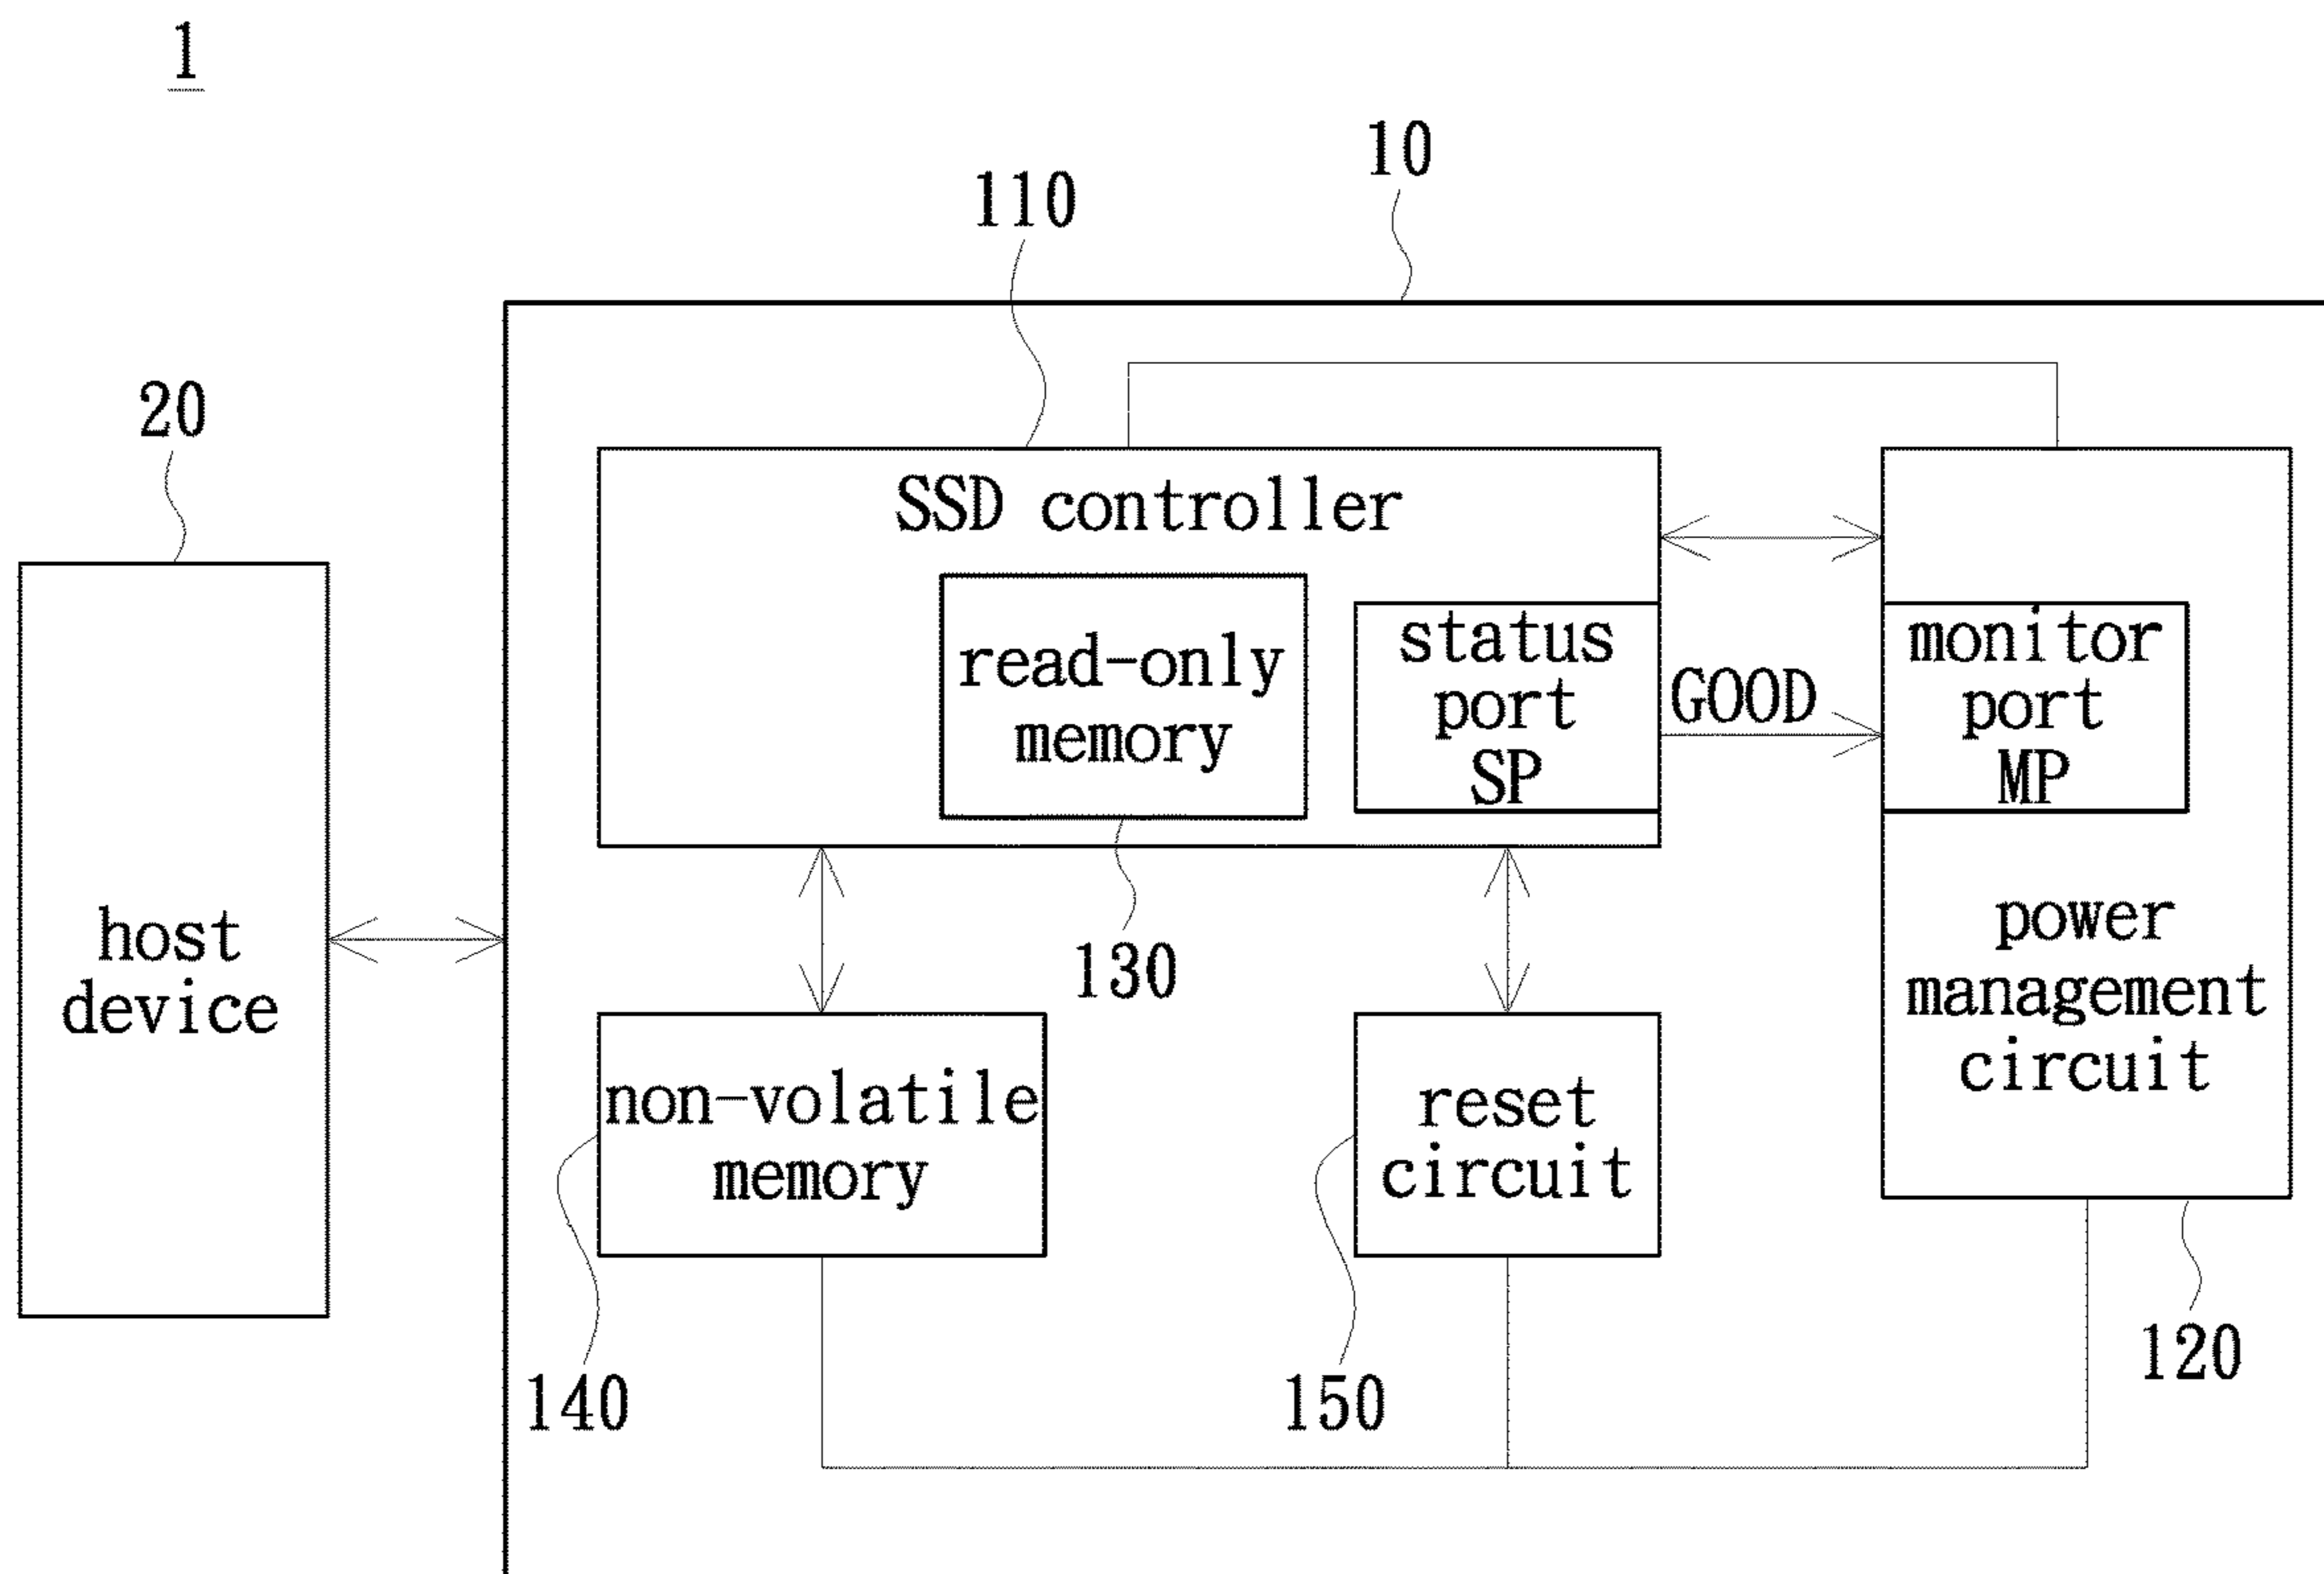 1
10
110
20
SSD controller
read-only
memory
status
port
SP
GOOD
monitor
port
MP
host
device
130
power
management
circuit
non-volatile
memory
reset
circuit
140
150
120